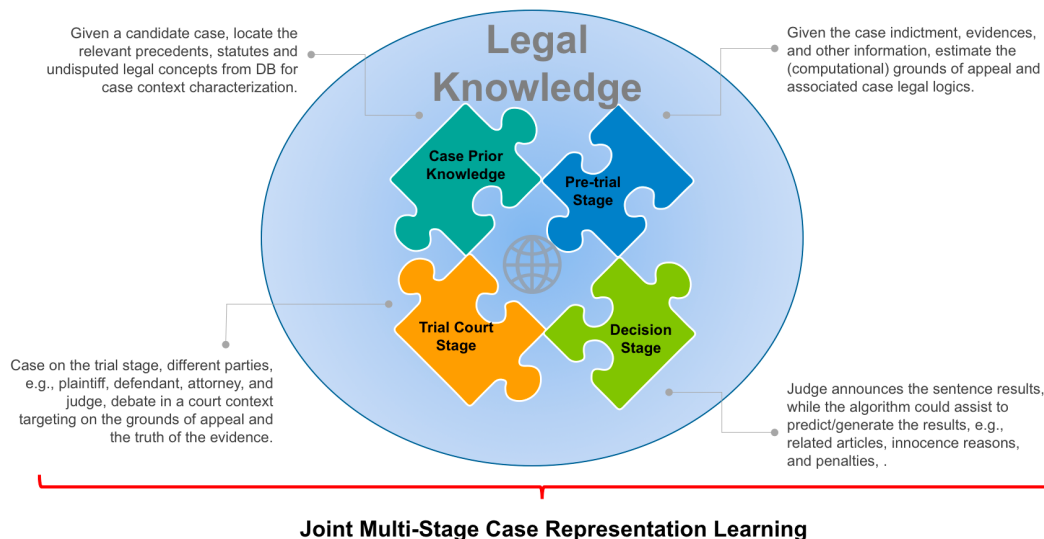 Legal
Knowledge
Given a candidate case, locate the
relevant precedents, statutes and
undisputed legal concepts from DB for
case context characterization.
Given the case indictment, evidences,
and other information, estimate the
(computational) grounds of appeal and
associated case legal logics.
Case Prior
Knowledge
Pre-trial
Stage
Trial Court
Stage
Decision
Stage
Case on the trial stage, different parties,
e.g., plaintiff, defendant, attorney, and
judge, debate in a court context
targeting on the grounds of appeal and
the truth of the evidence.
Judge announces the sentence results,
while the algorithm could assist to
predict/generate the results, e.g.,
related articles, innocence reasons,
and penalties, .
Joint Multi-Stage Case Representation Learning